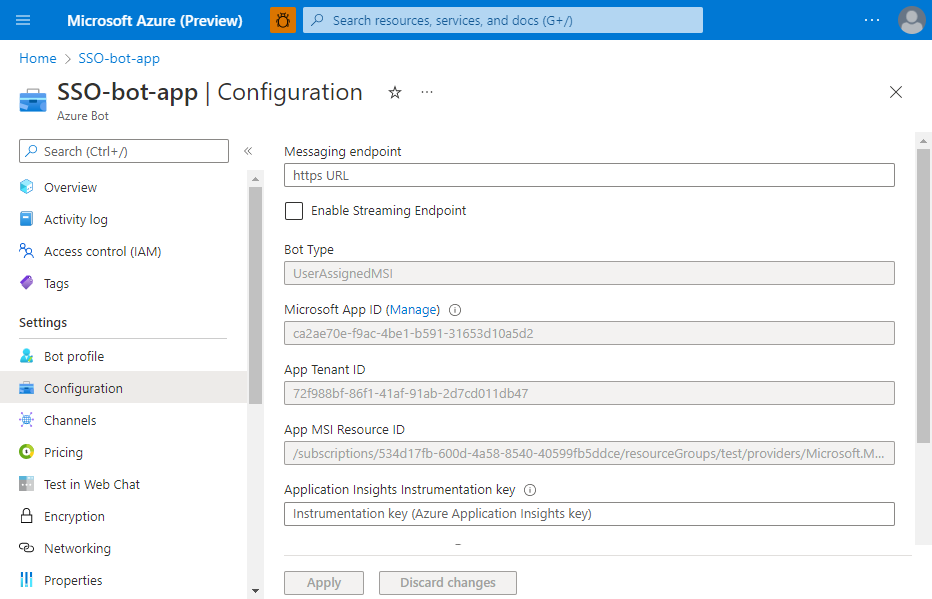 Microsoft Azure (Preview)
Search resources, services, and docs (G+/)
Home > SSO-bot-app
SSO-bot-app | Configuration
Azure Bot
Search (Ctrl+/)
Overview
Activity log
Access control (IAM)
Tags
Settings
Bot profile
Configuration
Channels
Pricing
Test in Web Chat
Encryption
Networking
Properties
Messaging endpoint
https URL
Enable Streaming Endpoint
Bot Type
UserAssignedMSI
Microsoft App ID (Manage)
ca2ae70e-f9ac-4be1-b591-31653d10a5d2
App Tenant ID
72f988bf-86f1-41af-91ab-2d7cd011db47
App MSI Resource ID
/subscriptions/534d17fb-600d-4a58-8540-40599fb5ddce/resourceGroups/test/providers/Microsoft.M...
Application Insights Instrumentation key
Instrumentation key (Azure Application Insights key)
Apply
Discard changes